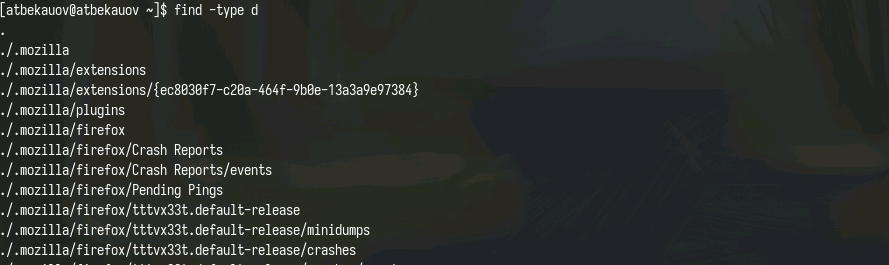 [atbekauov@atbekauov ~]$ find -type d
.
./.mozilla
./.mozilla/extensions
./.mozilla/extensions/{ec8030f7-c20a-464f-9b0e-13a3a9e97384}
./.mozilla/plugins
./.mozilla/firefox
./.mozilla/firefox/Crash Reports
./.mozilla/firefox/Crash Reports/events
./.mozilla/firefox/Pending Pings
./.mozilla/firefox/tttvx33t.default-release
./.mozilla/firefox/tttvx33t.default-release/minidumps
./.mozilla/firefox/tttvx33t.default-release/crashes